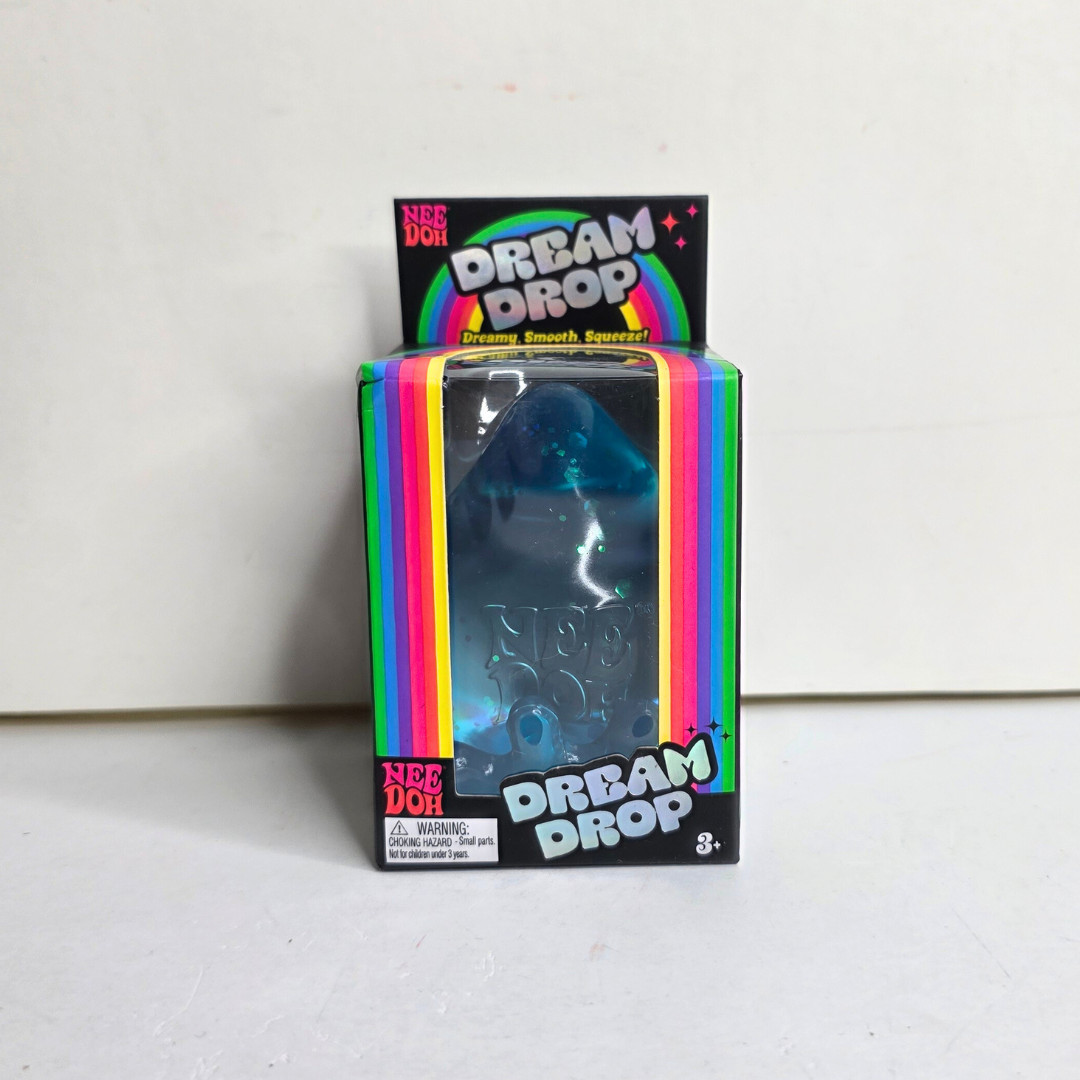 NEE
DOH
DREAM
DROP
Dreamy, Smooth, Squeeze!
NEE
DOH
NEE
DOH
DREAM
DROP
WARNING:
CHOKING HAZARD - Small parts.
Not for children under 3 years.
3+